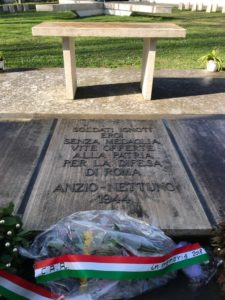 SOLDATI IGNOTI
EROI
SENZA MEDAGLIA
VITE OFFERTE
ALLA PATRIA
PER LA DIFESA
DI ROMA
ANZIO-NETTUNO
1944